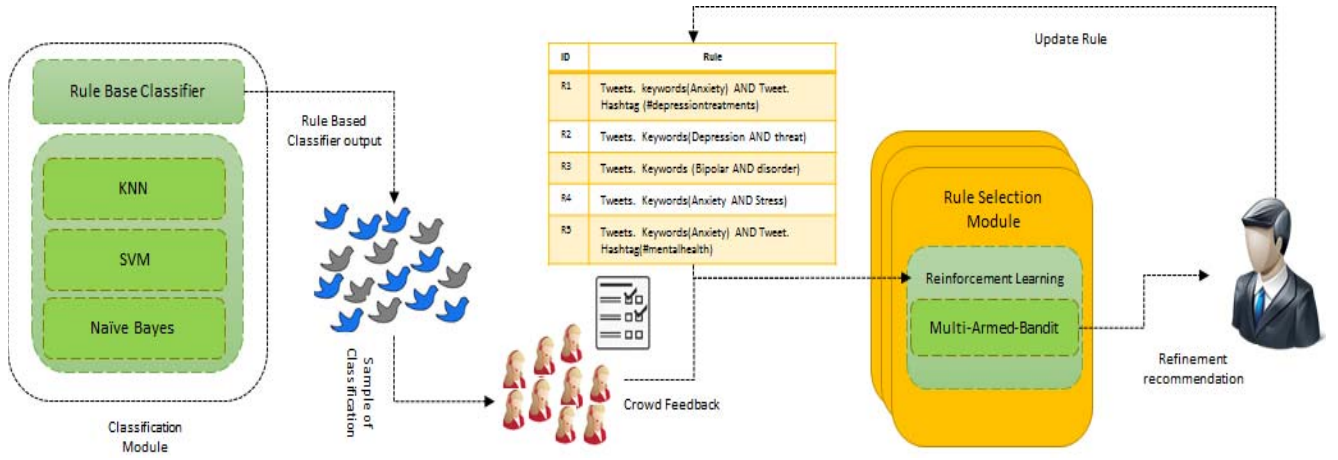 Rule Base Classifier
KNN
SVM
Naïve Bayes
Classification
Module
Rule Based
Classifier output
Sample of
Classification
ID Rule
R1 Tweets. keywords(Anxiety) AND Tweet.
Hashtag (#depressiontreatments)
R2 Tweets. Keywords(Depression AND threat)
R3 Tweets. Keywords (Bipolar AND disorder)
R4 Tweets. Keywords(Anxiety AND Stress)
R5 Tweets. Keywords(Anxiety) AND Tweet.
Hashtag(#mentalhealth)
Crowd Feedback
Rule Selection
Module
Reinforcement Learning
Multi-Armed-Bandit
Update Rule
Refinement
recommendation